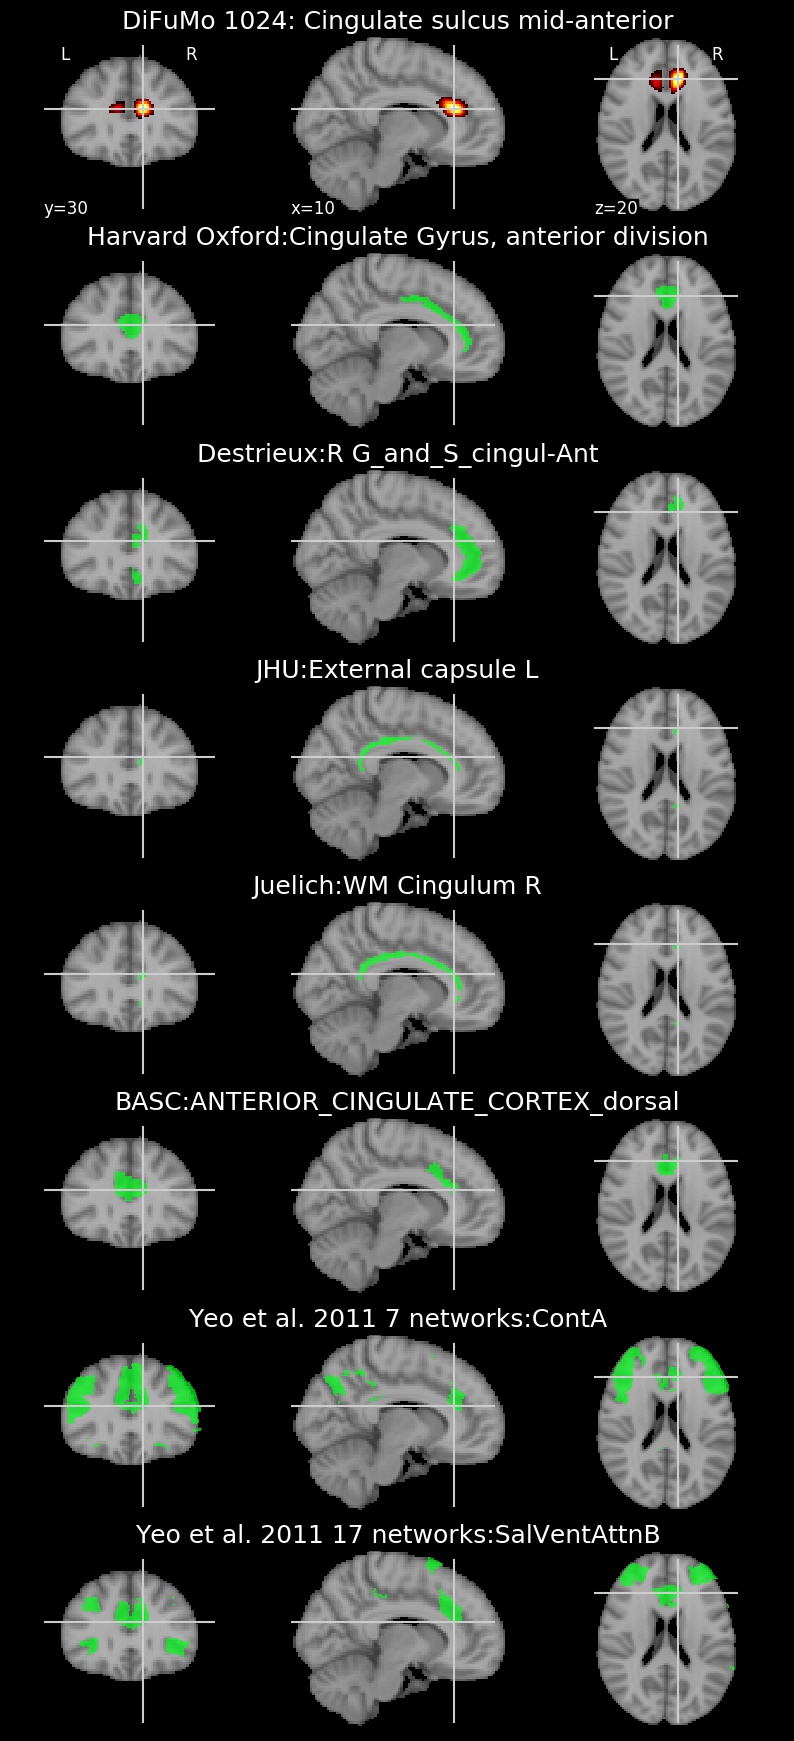 DiFuMo 1024: Cingulate sulcus mid-anterior
L R L R
y=30 x=10 z=20
Harvard Oxford:Cingulate Gyrus, anterior division
Destrieux:R G_and_S_cingul-Ant
JHU:External capsule L
Juelich:WM Cingulum R
BASC:ANTERIOR_CINGULATE_CORTEX_dorsal
Yeo et al. 2011 7 networks:ContA
Yeo et al. 2011 17 networks:SalVentAttnB